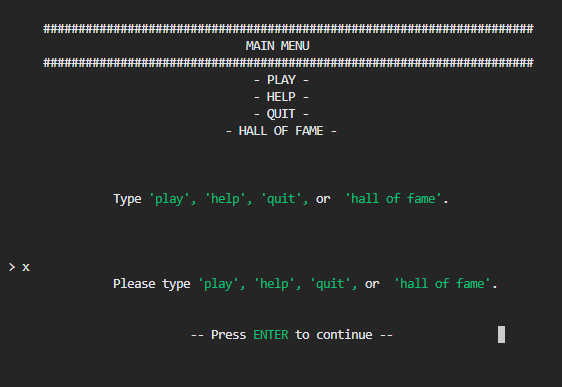 ######################################################################
MAIN MENU
######################################################################
- PLAY -
- HELP -
- QUIT -
- HALL OF FAME -
Type 'play', 'help', 'quit', or  'hall of fame'.
> x
Please type 'play', 'help', 'quit', or  'hall of fame'.
-- Press ENTER to continue --